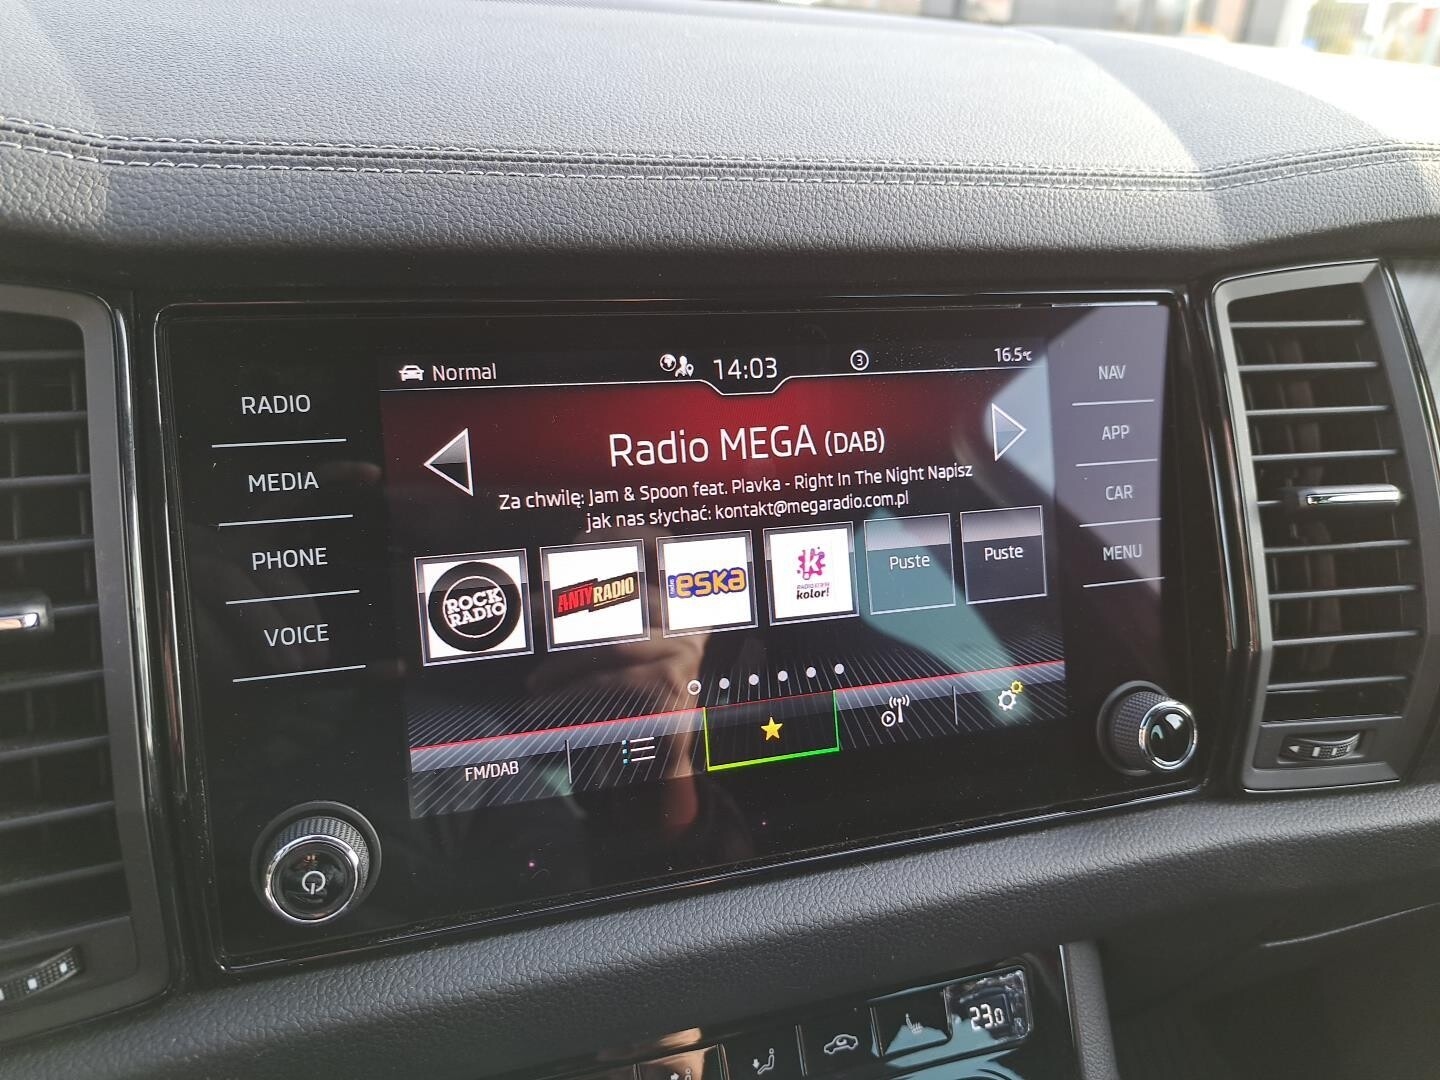 Normal
14:03
3
16.5°C
RADIO
MEDIA
PHONE
VOICE
NAV
APP
CAR
MENU
Radio MEGA (DAB)
Za chwilę: Jam & Spoon feat. Plavka - Right In The Night Napisz
jak nas słychać: kontakt@megaradio.com.pl
ROCK RADIO
ANTYRADIO
eska
kolor!
Puste
Puste
FM/DAB
23.0